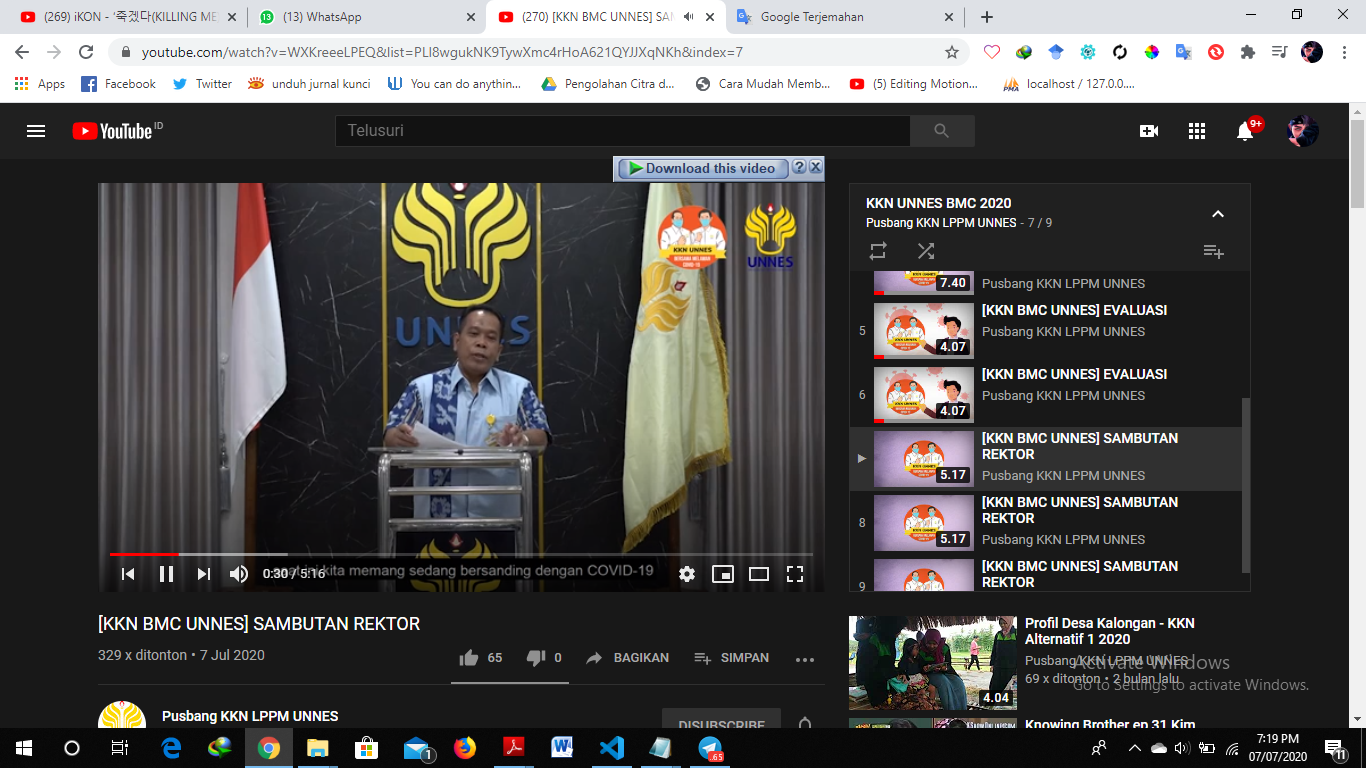 (269) iKON - '죽겠다(KILLING ME
(13) WhatsApp
(270) [KKN BMC UNNES] SAM
Google Terjemahan
youtube.com/watch?v=WXKreeeLPEQ&list=PLI8wgukNK9TywXmc4rHoA621QYJJXqNKh&index=7
Apps
Facebook
Twitter
unduh jurnal kunci
You can do anythin...
Pengolahan Citra d...
Cara Mudah Memb...
(5) Editing Motion...
localhost / 127.0.0....
YouTube ID
Telusuri
9+
Download this video
KKN UNNES
BERSAMA MELAWAN
COVID-19
UNNES
UNNES
saat ini kita memang sedang bersanding dengan COVID-19
0:30 / 5:16
[KKN BMC UNNES] SAMBUTAN REKTOR
329 x ditonton • 7 Jul 2020
65
0
BAGIKAN
SIMPAN
Pusbang KKN LPPM UNNES
DISUBSCRIBE
KKN UNNES BMC 2020
Pusbang KKN LPPM UNNES - 7 / 9
7.40
Pusbang KKN LPPM UNNES
5
4.07
[KKN BMC UNNES] EVALUASI
Pusbang KKN LPPM UNNES
6
4.07
[KKN BMC UNNES] EVALUASI
Pusbang KKN LPPM UNNES
5.17
[KKN BMC UNNES] SAMBUTAN
REKTOR
Pusbang KKN LPPM UNNES
8
5.17
[KKN BMC UNNES] SAMBUTAN
REKTOR
Pusbang KKN LPPM UNNES
9
[KKN BMC UNNES] SAMBUTAN
REKTOR
4.04
Profil Desa Kalongan - KKN
Alternatif 1 2020
Pusbang KKN LPPM UNNES
69 x ditonton • 2 bulan lalu
Knowing Brother ep 31 Kim
Activate Windows
Go to Settings to activate Windows.
1
65
7:19 PM
07/07/2020
11